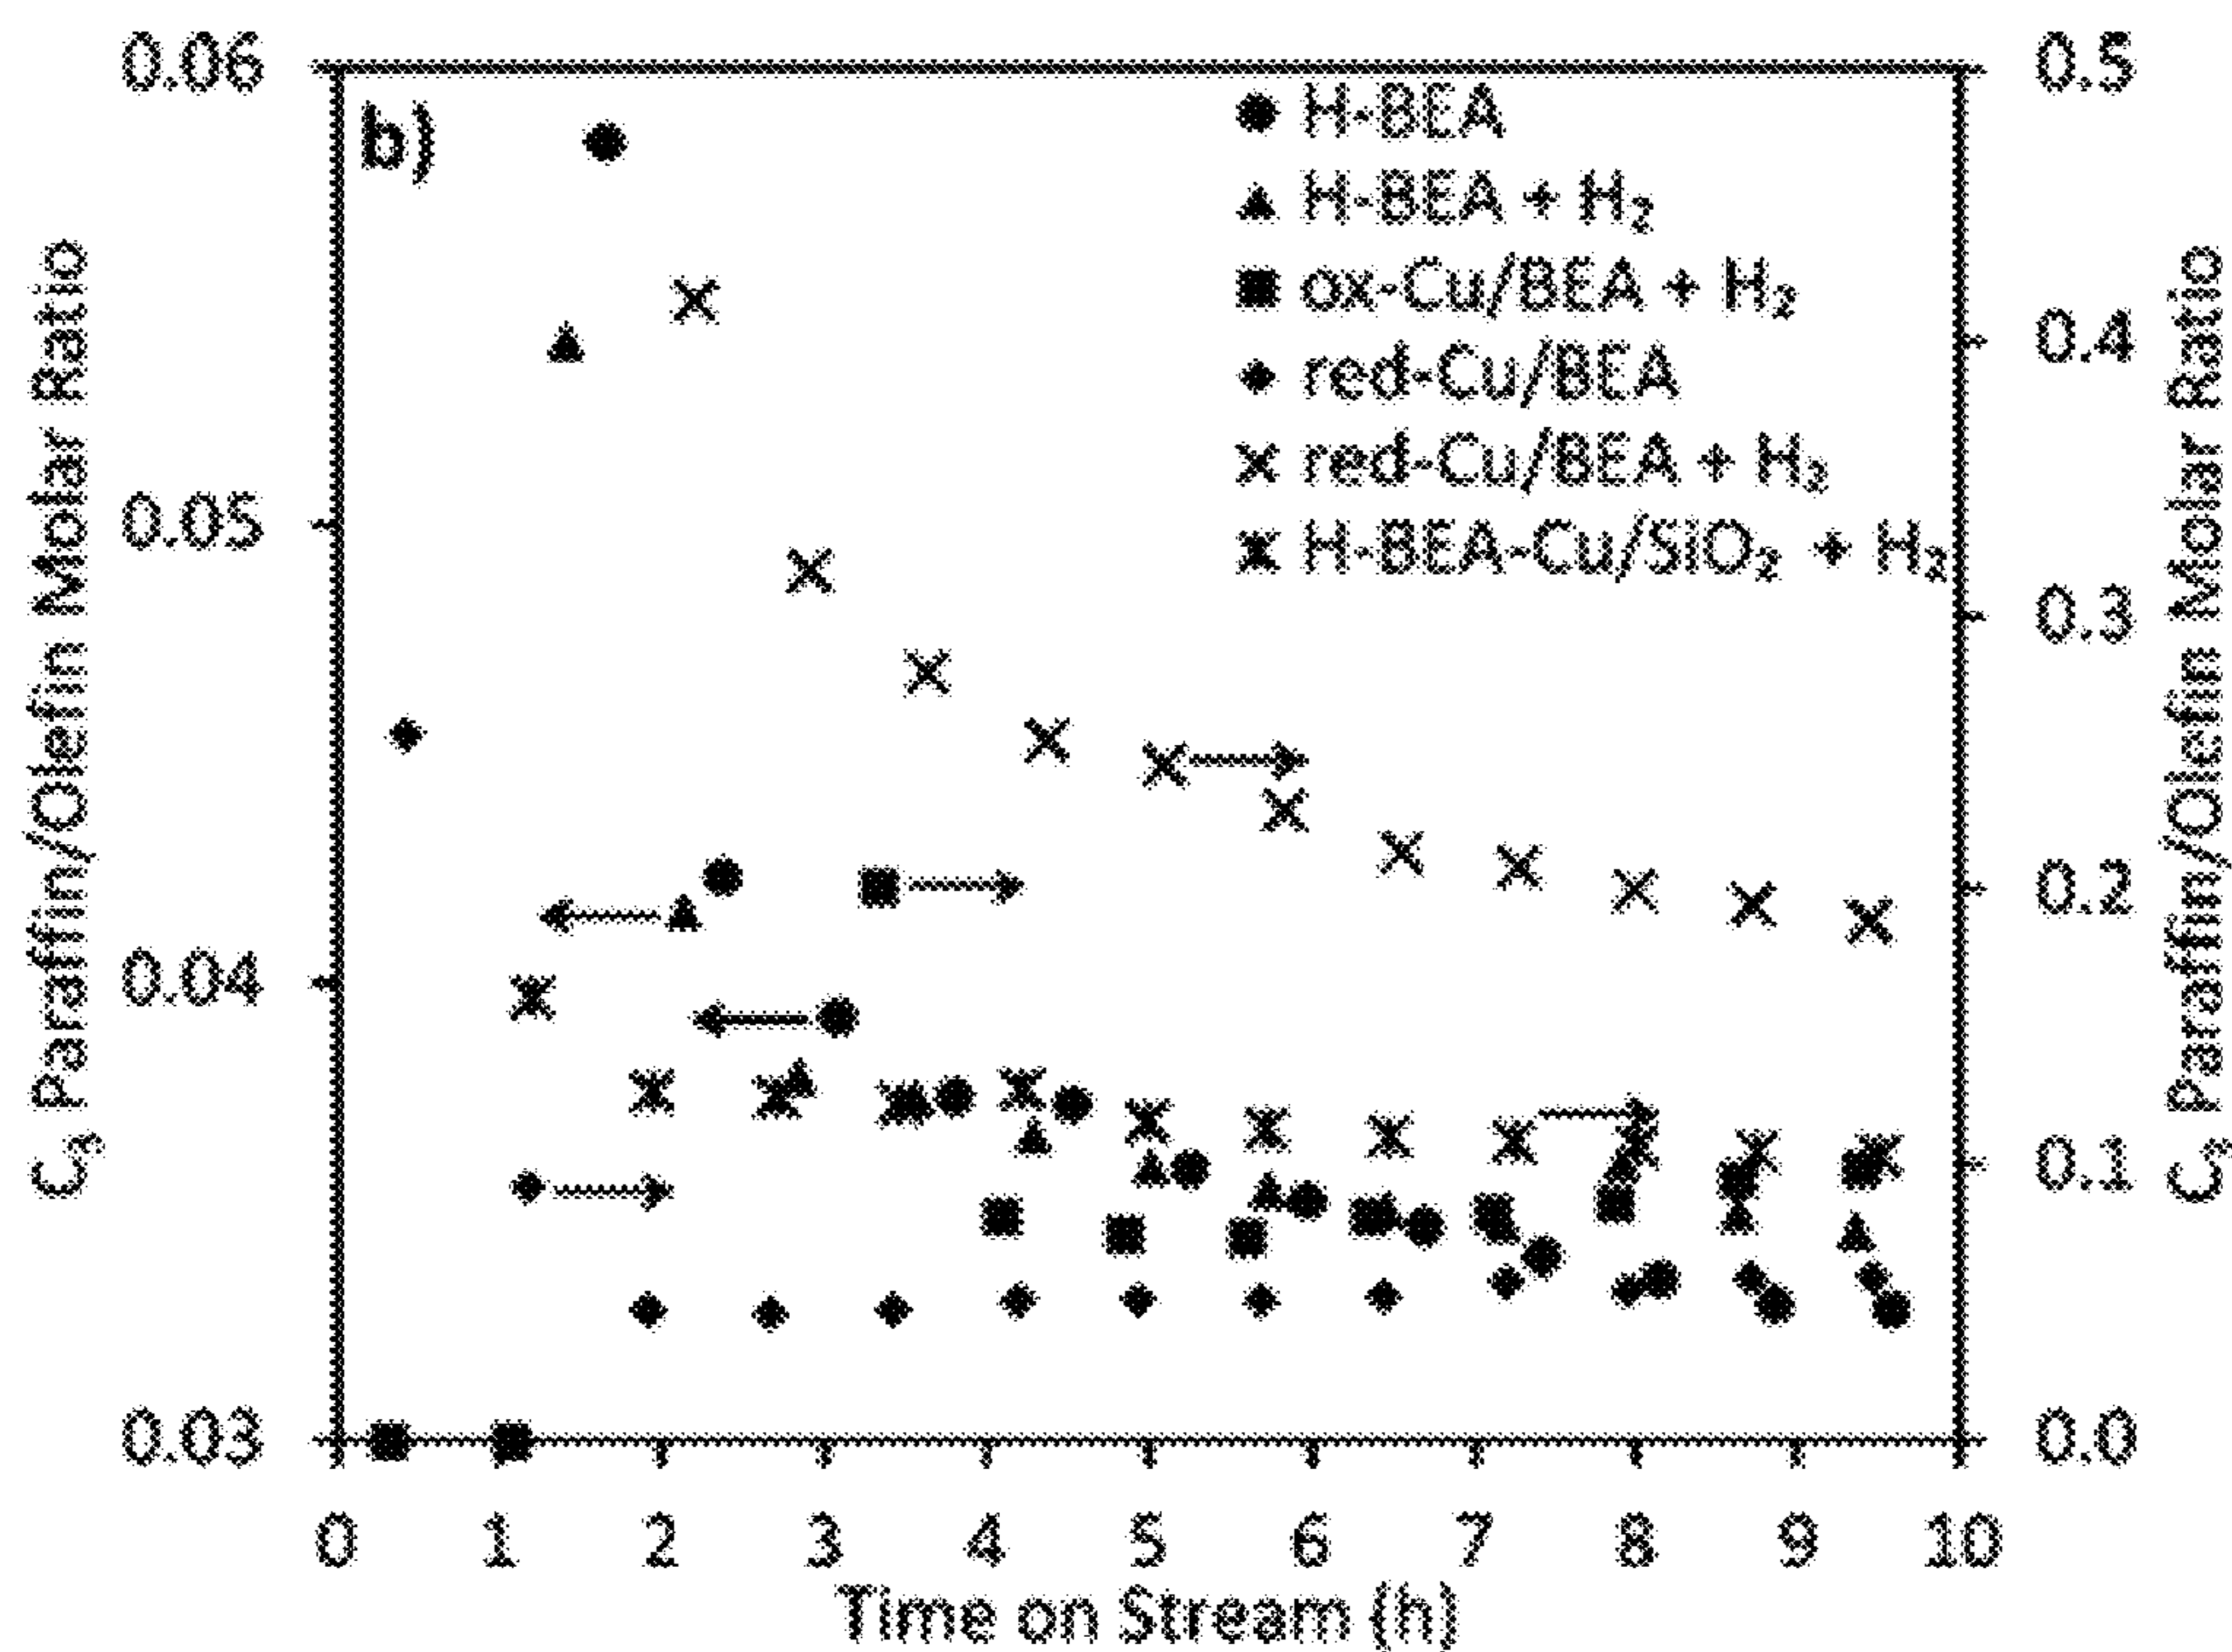 b)
H-BEA
H-BEA + H₂
ox-Cu/BEA + H₂
red-Cu/BEA
red-Cu/BEA + H₃
H-BEA-Cu/SiO₂ + H₂
C₃ Paraffin/Olefin Molar Ratio
0.06
0.05
0.04
0.03
0.5
0.4
0.3
0.2
0.1
0.0
C₃ Paraffin/Olefin Molar Ratio
0 1 2 3 4 5 6 7 8 9 10
Time on Stream (h)